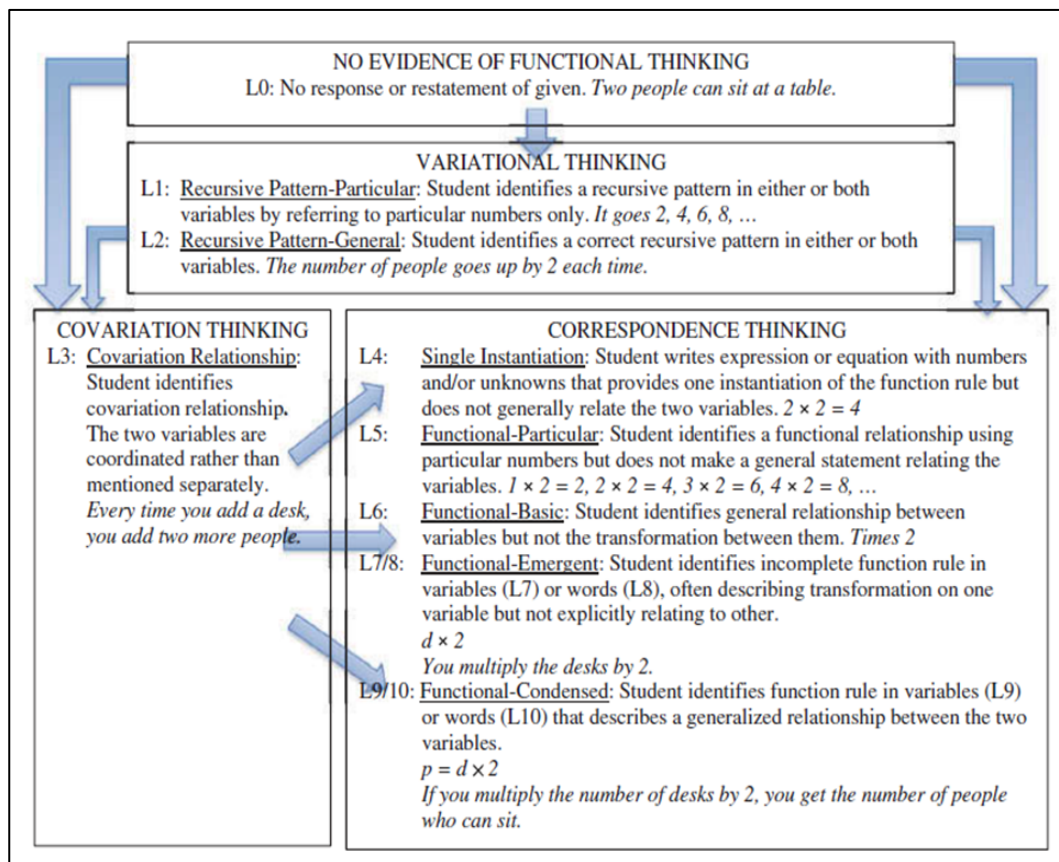 NO EVIDENCE OF FUNCTIONAL THINKING
L0: No response or restatement of given. Two people can sit at a table.
VARIATIONAL THINKING
L1: Recursive Pattern-Particular: Student identifies a recursive pattern in either or both
variables by referring to particular numbers only. It goes 2, 4, 6, 8, …
L2: Recursive Pattern-General: Student identifies a correct recursive pattern in either or both
variables. The number of people goes up by 2 each time.
COVARIATION THINKING
L3: Covariation Relationship:
Student identifies
covariation relationship.
The two variables are
coordinated rather than
mentioned separately.
Every time you add a desk,
you add two more people.
CORRESPONDENCE THINKING
L4: Single Instantiation: Student writes expression or equation with numbers
and/or unknowns that provides one instantiation of the function rule but
does not generally relate the two variables. 2 × 2 = 4
L5: Functional-Particular: Student identifies a functional relationship using
particular numbers but does not make a general statement relating the
variables. 1 × 2 = 2, 2 × 2 = 4, 3 × 2 = 6, 4 × 2 = 8, …
L6: Functional-Basic: Student identifies general relationship between
variables but not the transformation between them. Times 2
L7/8: Functional-Emergent: Student identifies incomplete function rule in
variables (L7) or words (L8), often describing transformation on one
variable but not explicitly relating to other.
d × 2
You multiply the desks by 2.
L9/10: Functional-Condensed: Student identifies function rule in variables (L9)
or words (L10) that describes a generalized relationship between the two
variables.
p = d × 2
If you multiply the number of desks by 2, you get the number of people
who can sit.